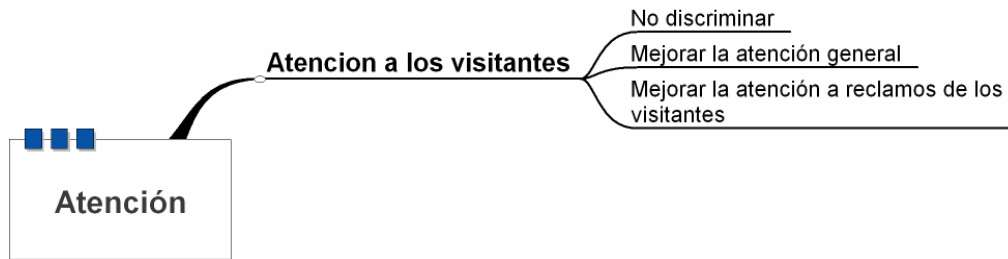 No discriminar
Atencion a los visitantes
Mejorar la atención general
Mejorar la atención a reclamos de los
visitantes
Atención